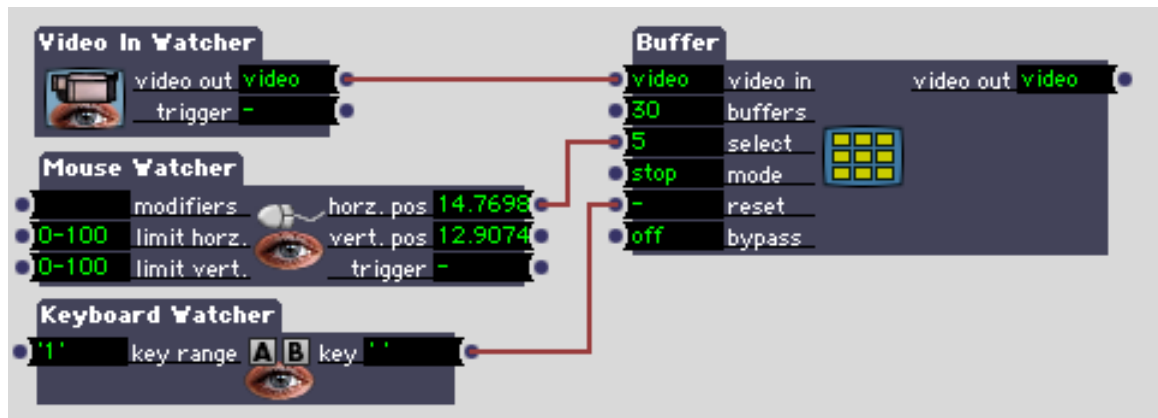 Video In Watcher
video out video
trigger -
Mouse Watcher
modifiers horz. pos 14.7698
0-100 limit horz. vert. pos 12.9074
0-100 limit vert. trigger -
Keyboard Watcher
'1' key range A B key ' '
Buffer
video video in video out video
30 buffers
5 select
stop mode
- reset
off bypass